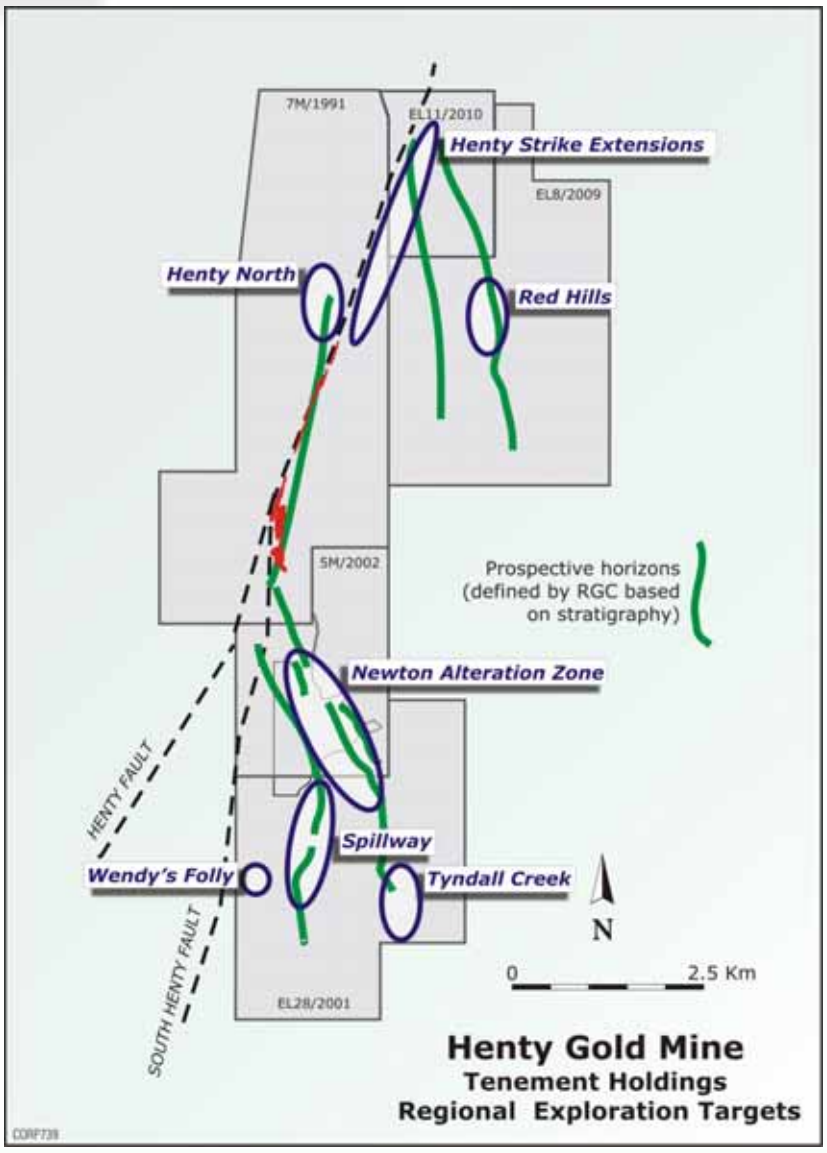 7M/1991
EL11/2010
Henty Strike Extensions
EL8/2009
Henty North
Red Hills
5M/2002
Prospective horizons
(defined by RGC based
on stratigraphy)
Newton Alteration Zone
HENTY FAULT
Spillway
Wendy's Folly
Tyndall Creek
SOUTH HENTY FAULT
N
0 2.5 Km
EL28/2001
Henty Gold Mine
Tenement Holdings
Regional Exploration Targets
CORP739